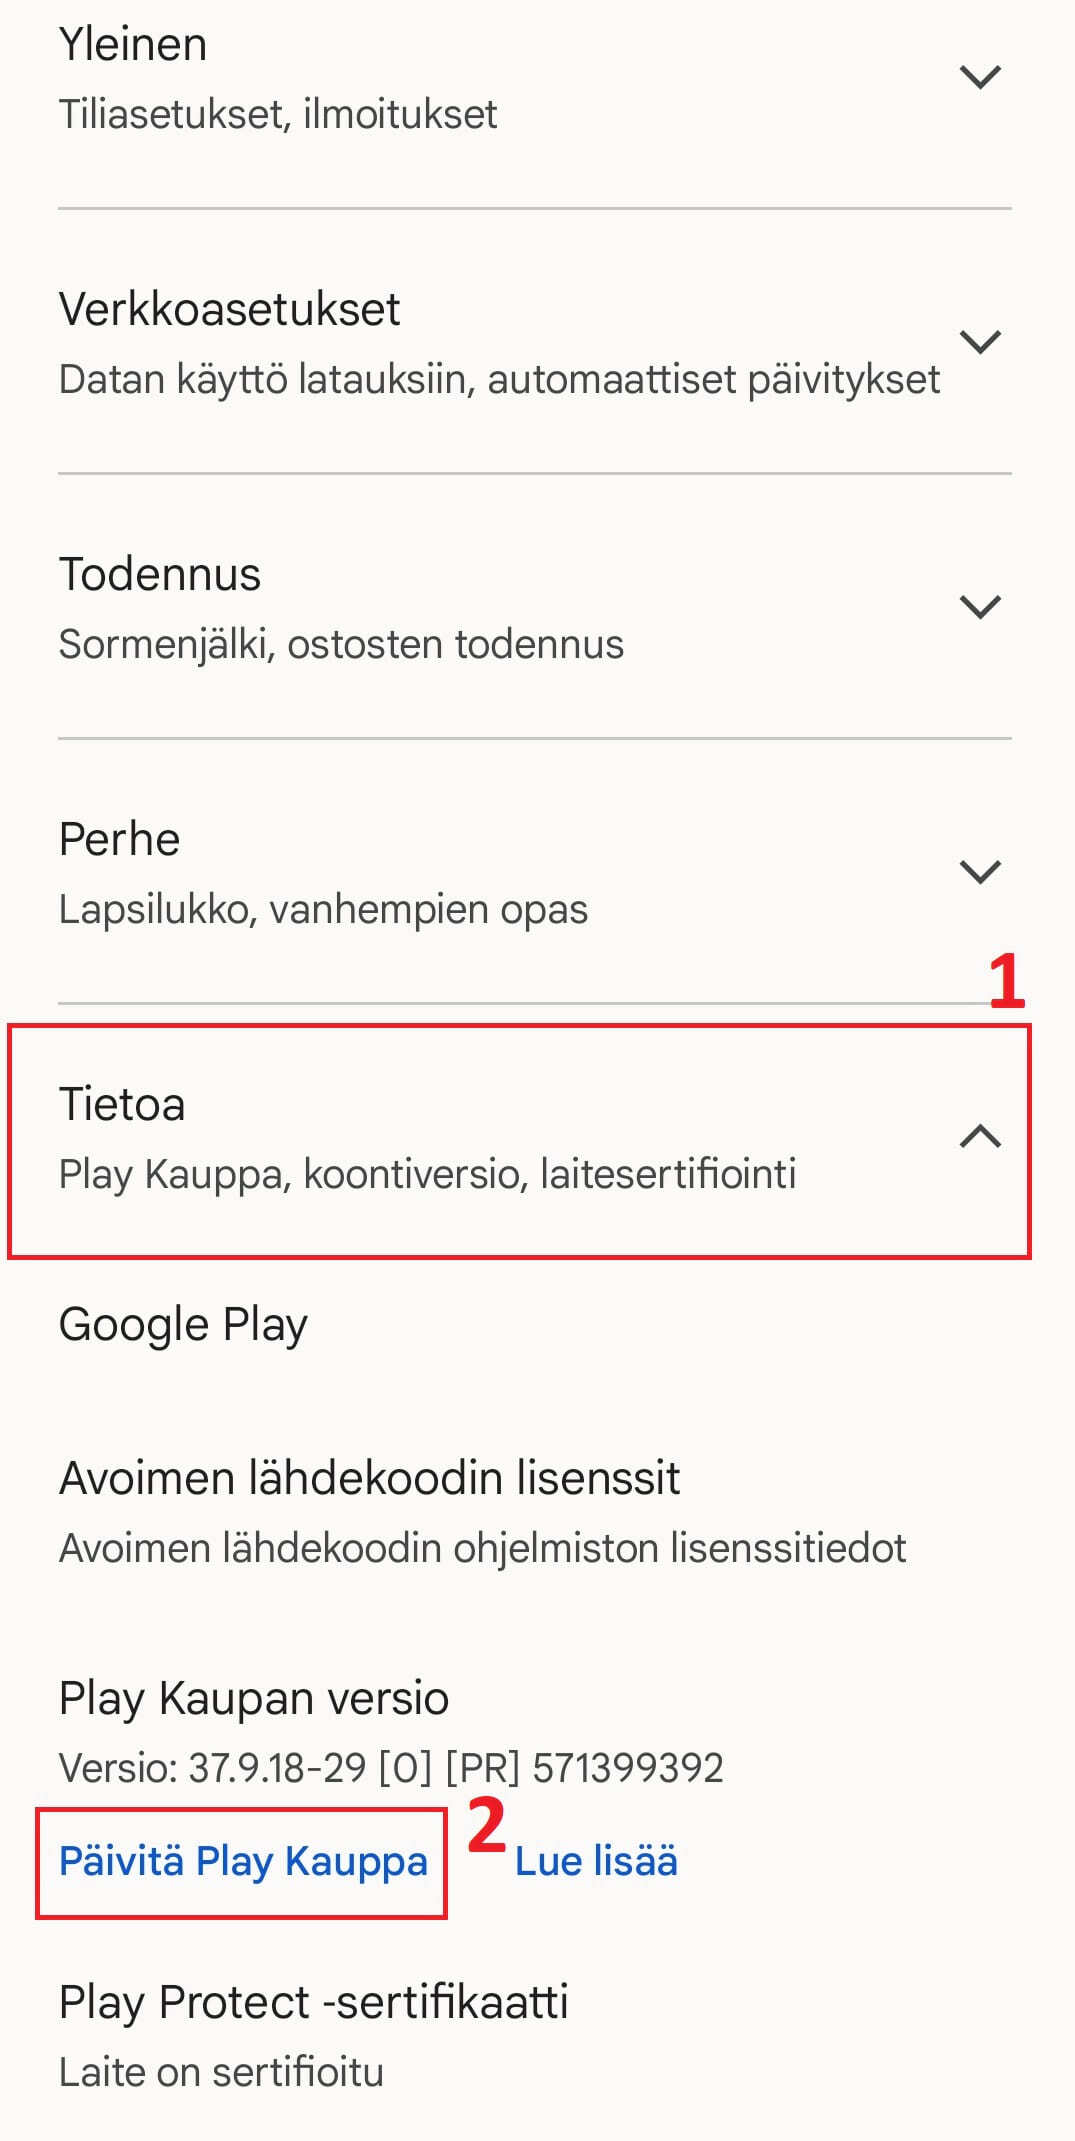 Yleinen
Tiliasetukset, ilmoitukset
Verkkoasetukset
Datan käyttö latauksiin, automaattiset päivitykset
Todennus
Sormenjälki, ostosten todennus
Perhe
Lapsilukko, vanhempien opas
1
Tietoa
Play Kauppa, koontiversio, laitesertifiointi
Google Play
Avoimen lähdekoodin lisenssit
Avoimen lähdekoodin ohjelmiston lisenssitiedot
Play Kaupan versio
Versio: 37.9.18-29 [0] [PR] 571399392
Päivitä Play Kauppa 2 Lue lisää
Play Protect -sertifikaatti
Laite on sertifioitu